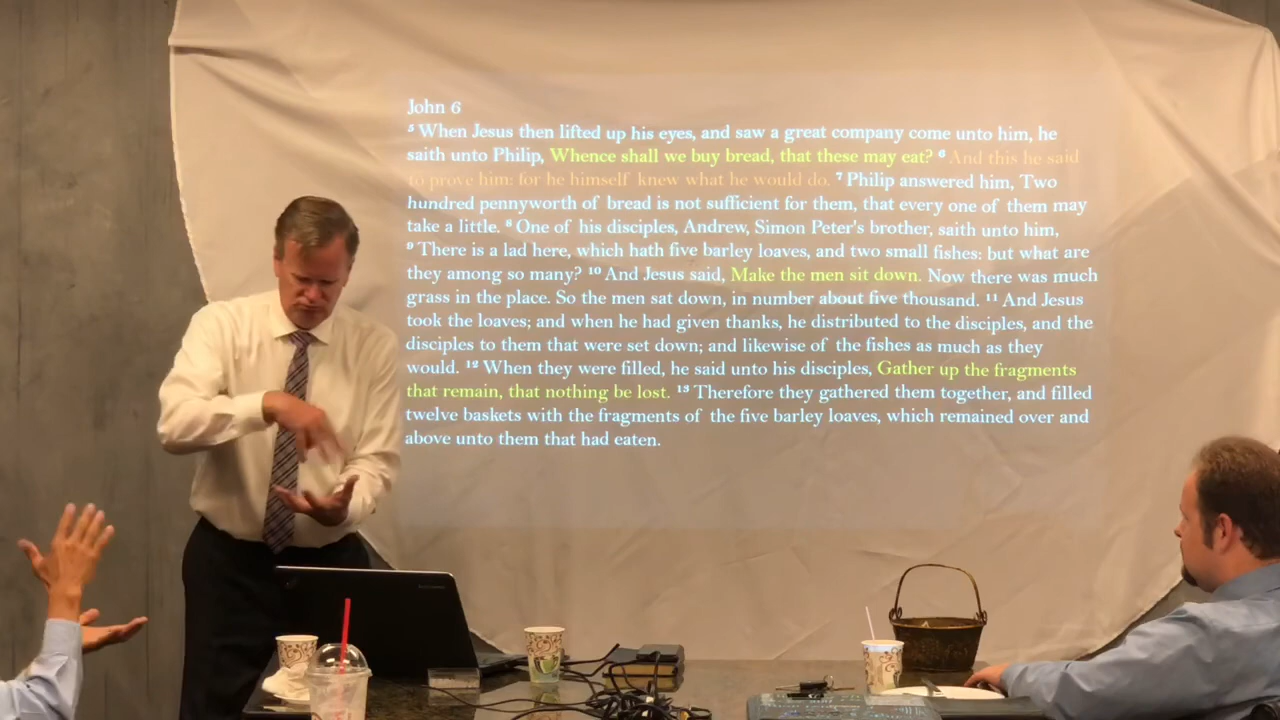 John 6
⁵ When Jesus then lifted up his eyes, and saw a great company come unto him, he
saith unto Philip, Whence shall we buy bread, that these may eat? ⁶ And this he said
to prove him: for he himself knew what he would do. ⁷ Philip answered him, Two
hundred pennyworth of bread is not sufficient for them, that every one of them may
take a little. ⁸ One of his disciples, Andrew, Simon Peter's brother, saith unto him,
⁹ There is a lad here, which hath five barley loaves, and two small fishes: but what are
they among so many? ¹⁰ And Jesus said, Make the men sit down. Now there was much
grass in the place. So the men sat down, in number about five thousand. ¹¹ And Jesus
took the loaves; and when he had given thanks, he distributed to the disciples, and the
disciples to them that were set down; and likewise of the fishes as much as they
would. ¹² When they were filled, he said unto his disciples, Gather up the fragments
that remain, that nothing be lost. ¹³ Therefore they gathered them together, and filled
twelve baskets with the fragments of the five barley loaves, which remained over and
above unto them that had eaten.